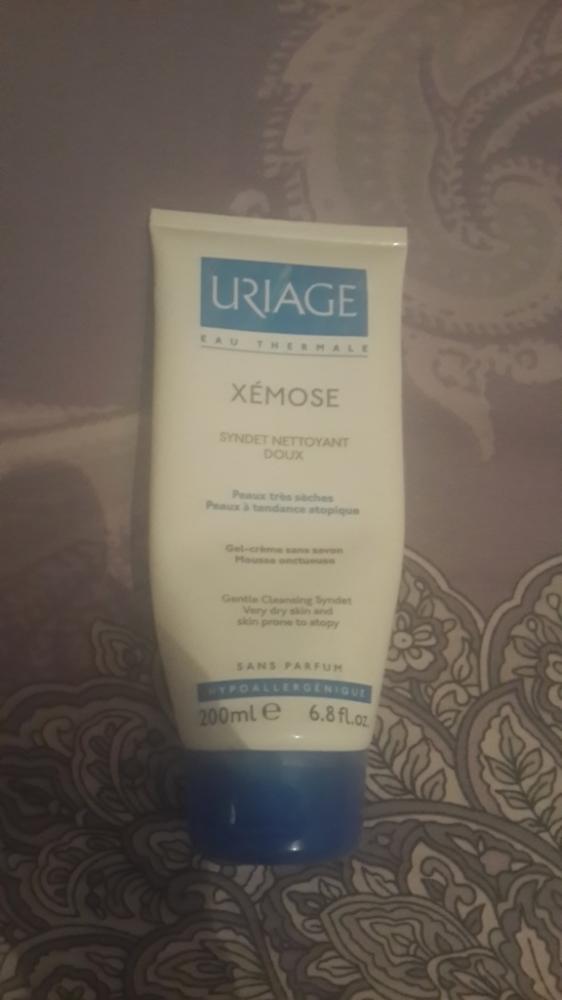 URIAGE
EAU THERMALE
XÉMOSE
SYNDET NETTOYANT
DOUX
Peaux très sèches
Peaux à tendance atopique
Gel-crème sans savon
Mousse onctueuse
Gentle Cleansing Syndet
Very dry skin and
skin prone to atopy
SANS PARFUM
HYPOALLERGÉNIQUE
200ml e 6.8 fl.oz.